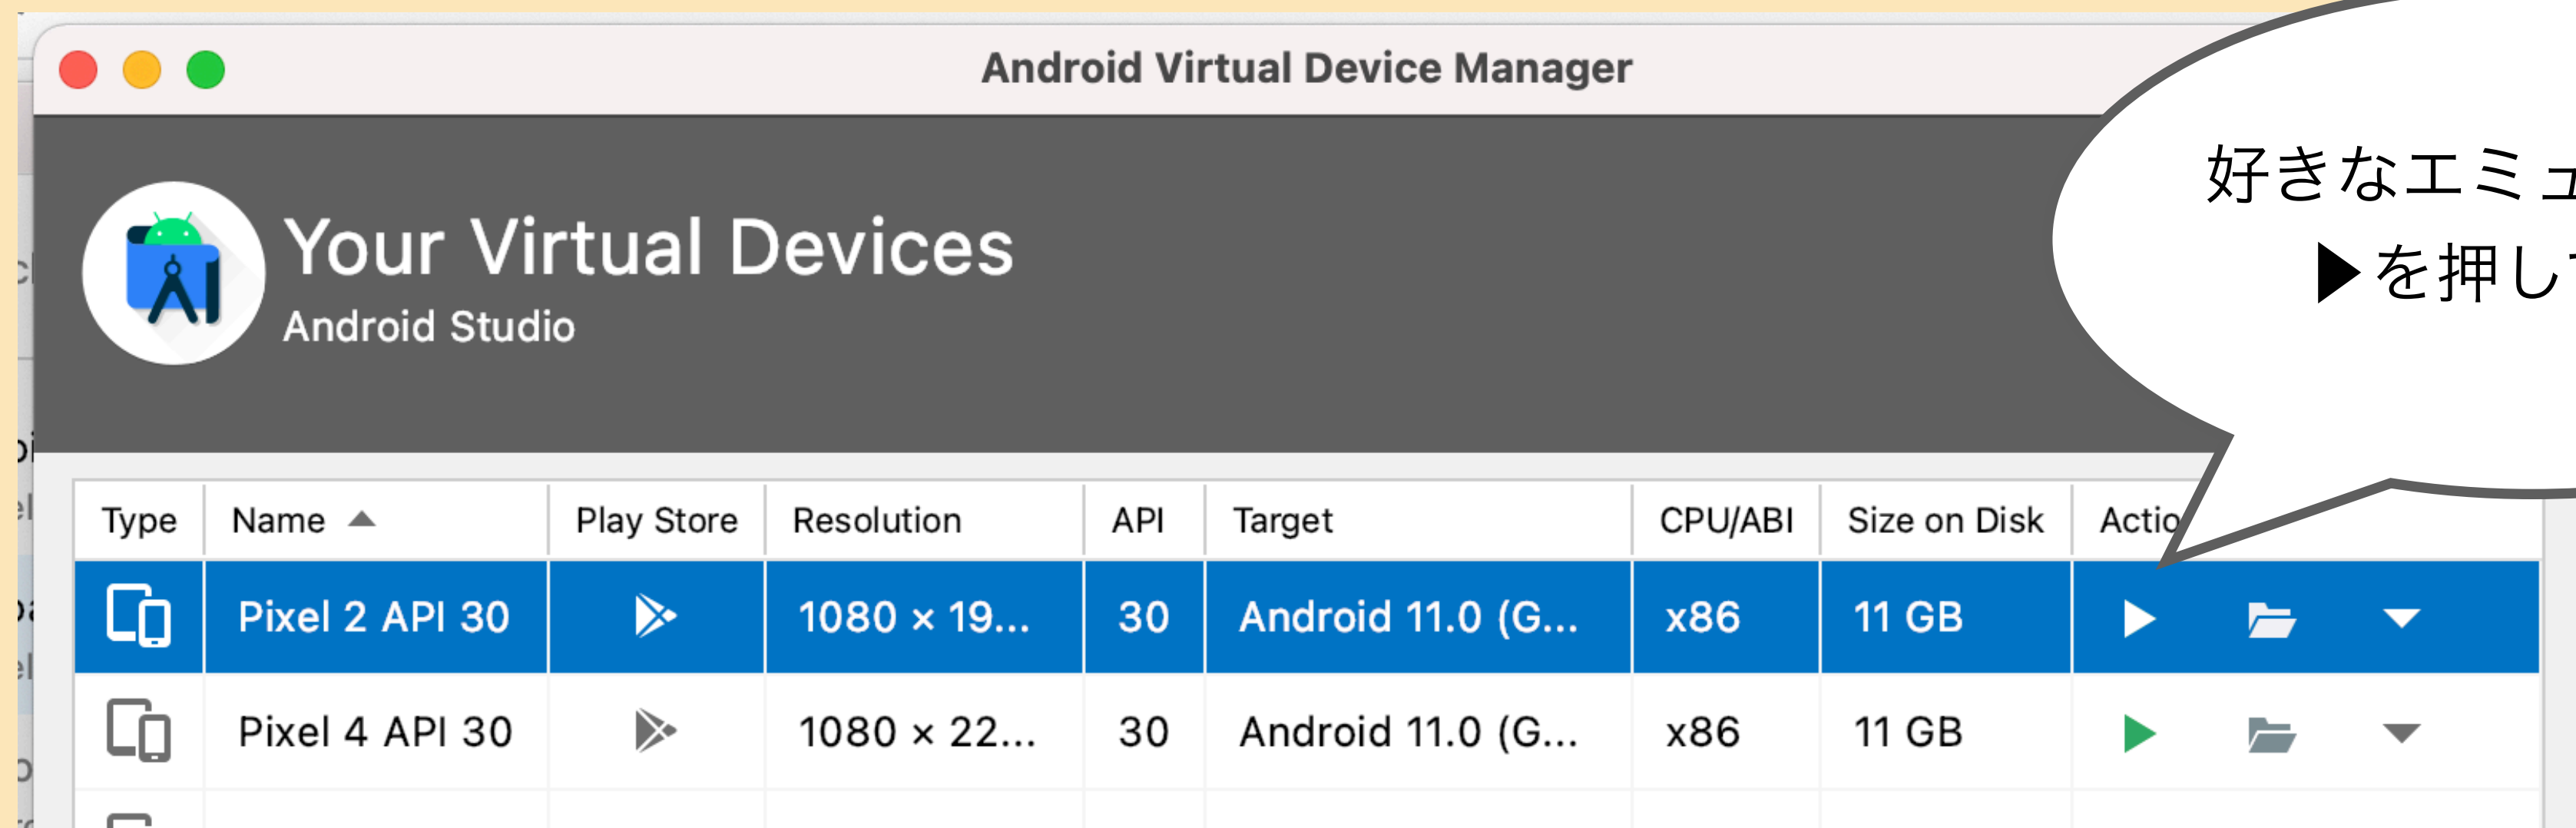 Android Virtual Device Manager
好きなエミュ
▶を押して
Your Virtual Devices
Android Studio
Type Name Play Store Resolution API Target CPU/ABI Size on Disk Actio
Pixel 2 API 30 1080 × 19... 30 Android 11.0 (G... x86 11 GB
Pixel 4 API 30 1080 × 22... 30 Android 11.0 (G... x86 11 GB